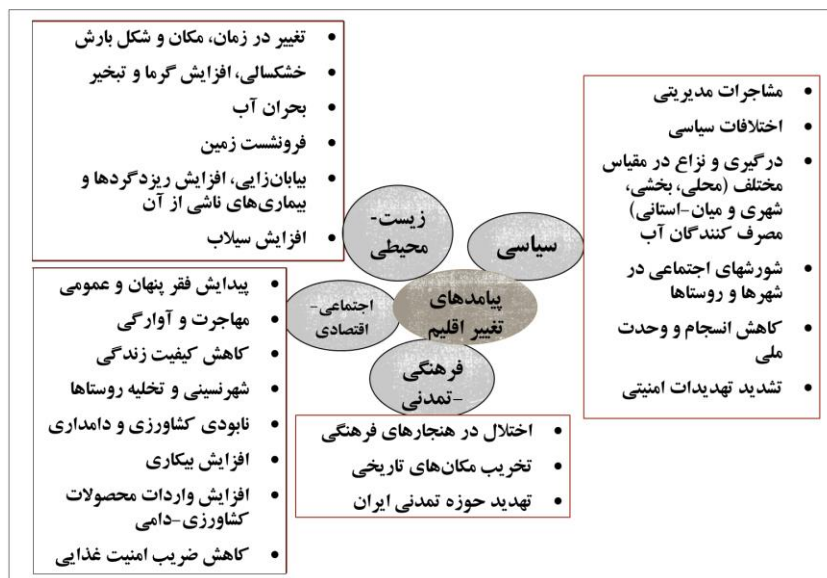 تغییر در زمان، مکان و شکل بارش
خشکسالی، افزایش گرما و تبخیر
بحران آب
فرونشست زمین
بیابان‌زایی، افزایش ریزدگردها و
بیماری‌های ناشی از آن
افزایش سیلاب
مشاجرات مدیریتی
اختلافات سیاسی
درگیری و نزاع در مقیاس
مختلف (محلی، بخشی،
شهری و میان-استانی)
مصرف کنندگان آب
شورشهای اجتماعی در
شهرها و روستاها
کاهش انسجام و وحدت
ملی
تشدید تهدیدات امنیتی
زیست-
محیطی
سیاسی
پیامدهای
تغییر اقلیم
اجتماعی-
اقتصادی
فرهنگی
-تمدنی
پیدایش فقر پنهان و عمومی
مهاجرت و آوارگی
کاهش کیفیت زندگی
شهرنسینی و تخلیه روستاها
نابودی کشاورزی و دامداری
افزایش بیکاری
افزایش واردات محصولات
کشاورزی-دامی
کاهش ضریب امنیت غذایی
اختلال در هنجارهای فرهنگی
تخریب مکان‌های تاریخی
تهدید حوزه تمدنی ایران